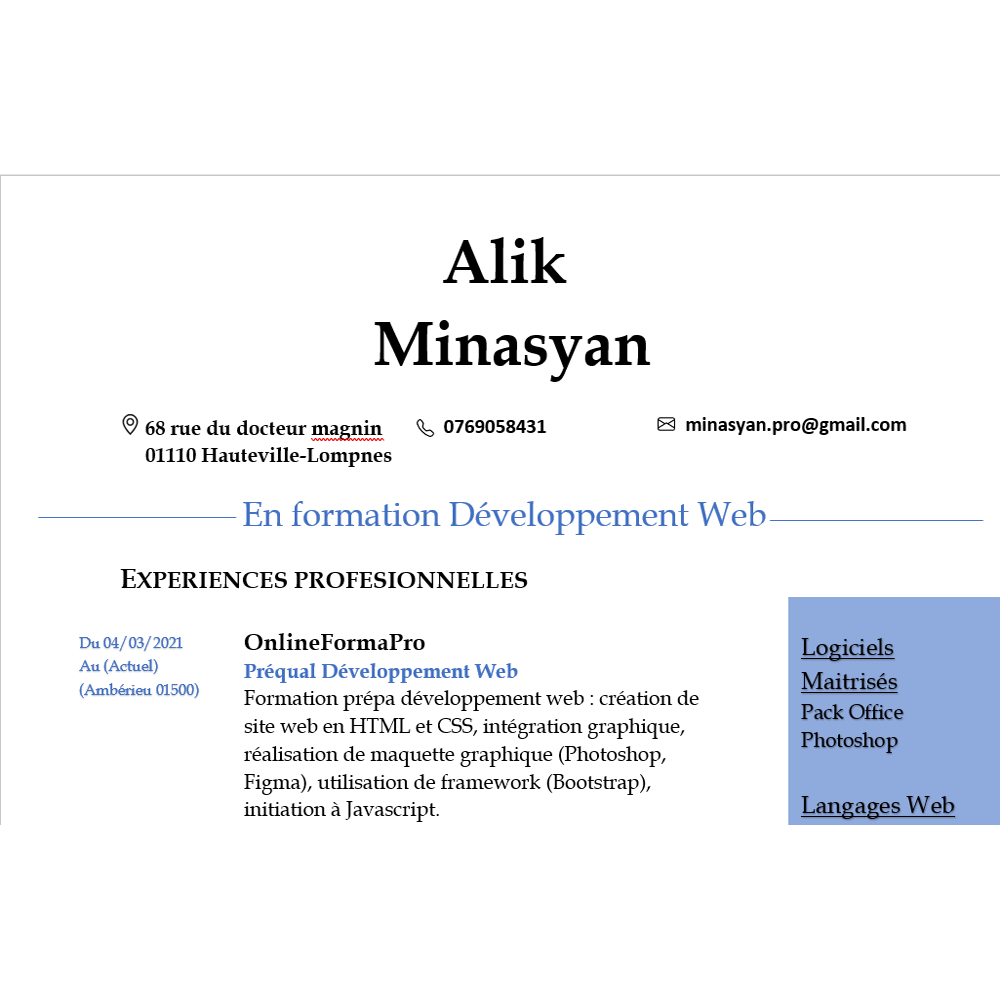 Alik
Minasyan
68 rue du docteur magnin
01110 Hauteville-Lompnes
0769058431
minasyan.pro@gmail.com
En formation Développement Web
EXPERIENCES PROFESIONNELLES
Du 04/03/2021
Au (Actuel)
(Ambérieu 01500)
OnlineFormaPro
Préqual Développement Web
Formation prépa développement web : création de
site web en HTML et CSS, intégration graphique,
réalisation de maquette graphique (Photoshop,
Figma), utilisation de framework (Bootstrap),
initiation à Javascript.
Logiciels
Maitrisés
Pack Office
Photoshop
Langages Web